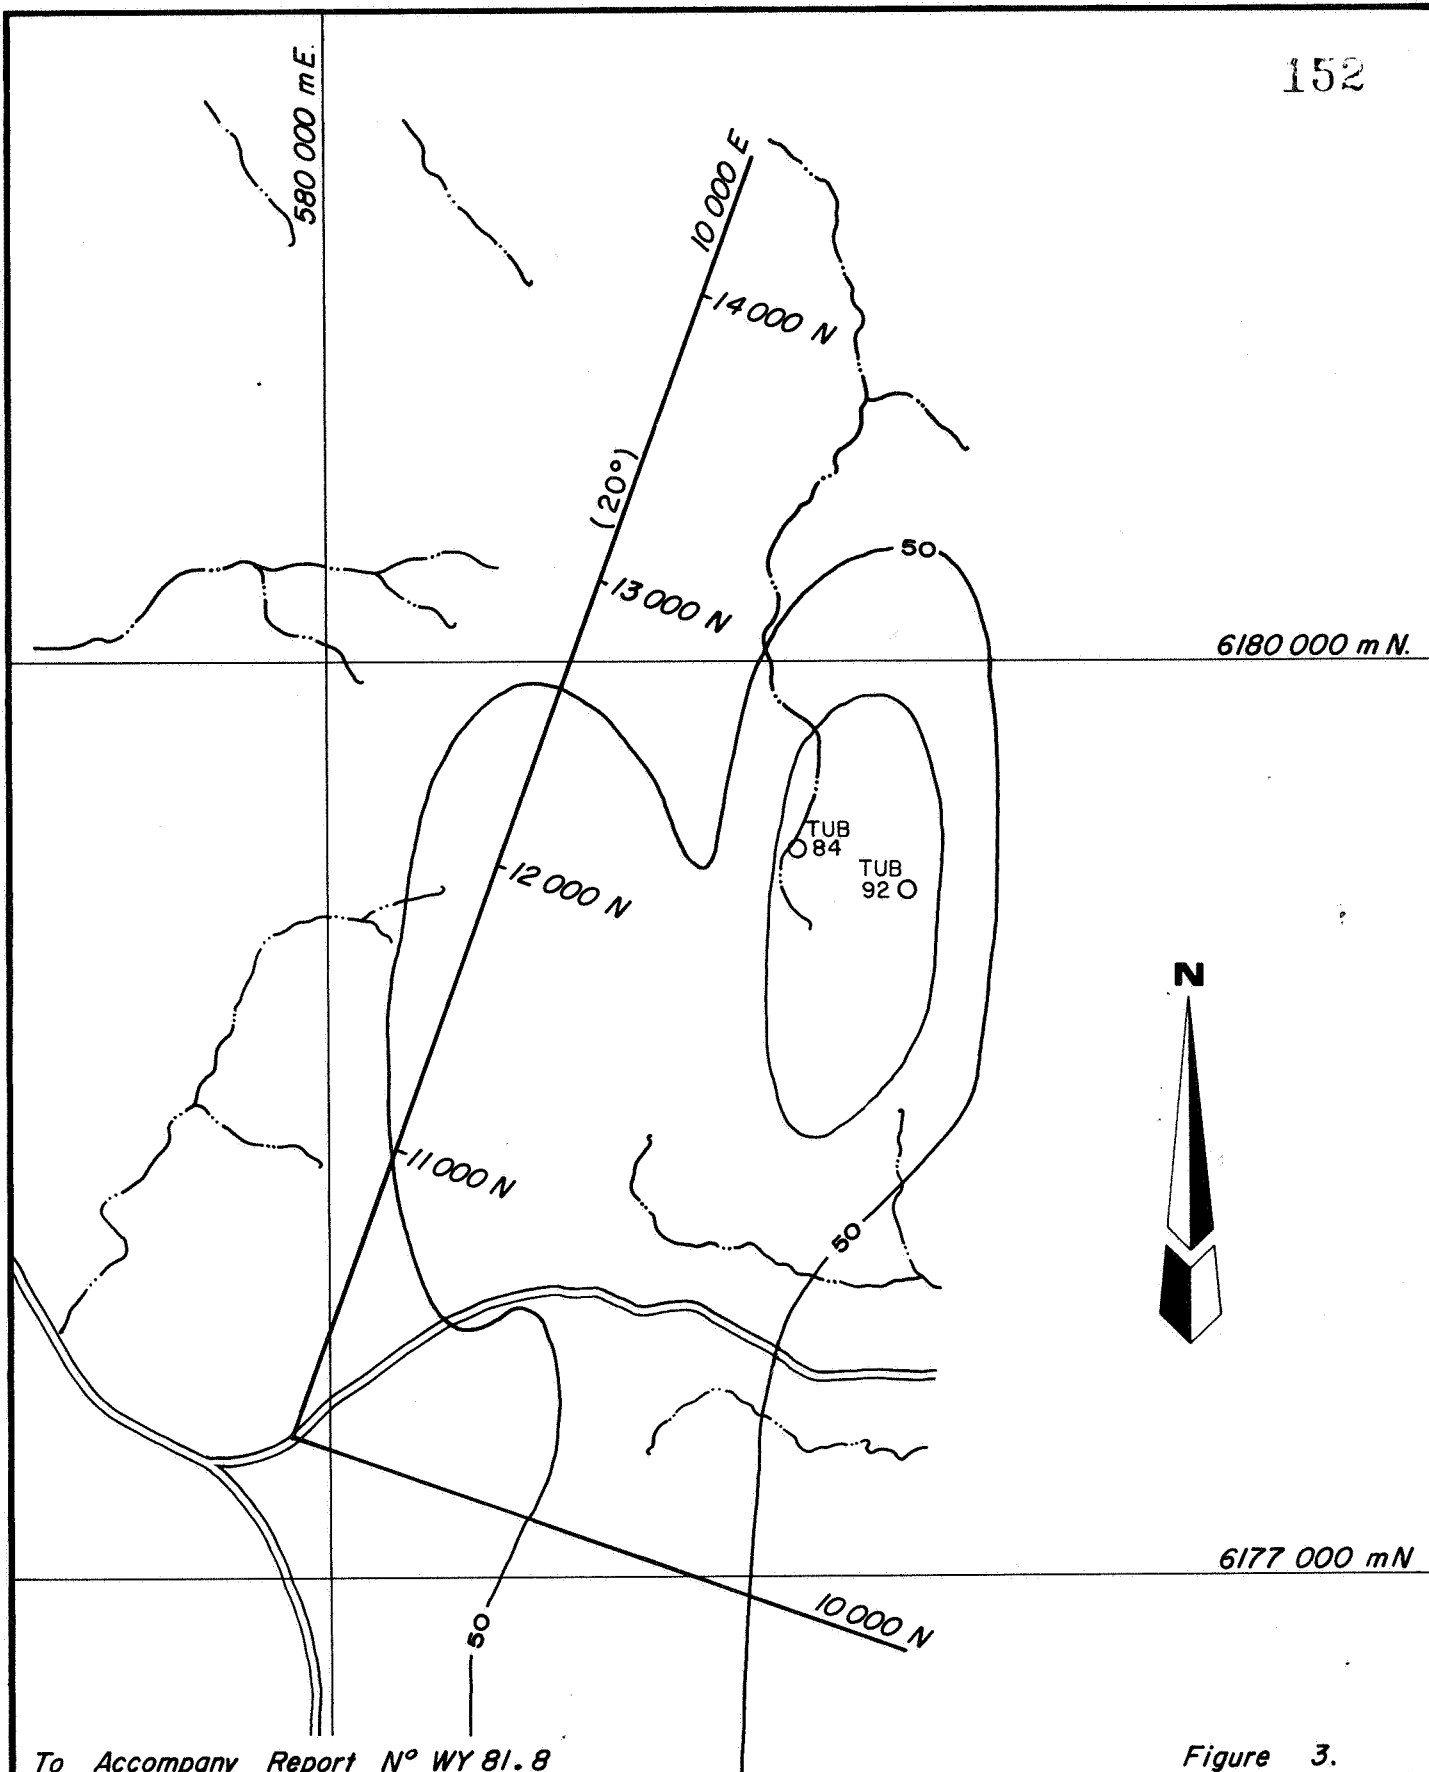 152
580 000 mE.
10 000 E
14 000 N
(20°)
50
13 000 N
6180 000 m N.
TUB
84
TUB
92
12 000 N
N
11 000 N
50
6177 000 mN
10 000 N
50
To Accompany Report Nº WY 81.8
Figure 3.